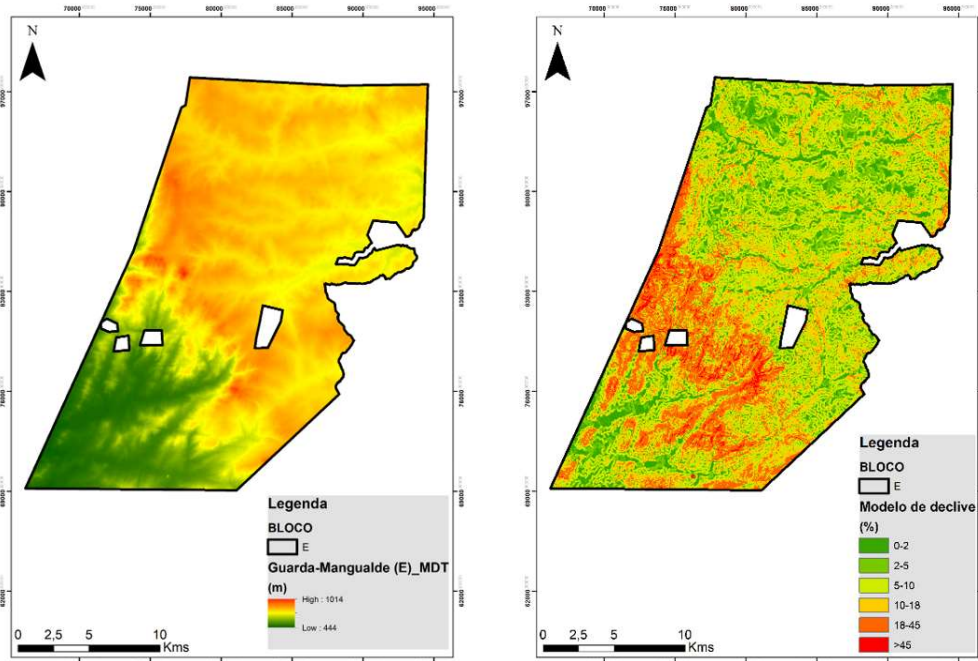 70000 75000 80000 85000 90000 95000
N
97000
90000
83000
76000
69000
62000
Legenda
BLOCO
E
Guarda-Mangualde (E)_MDT
(m)
High : 1014
Low : 444
0 2,5 5 10
Kms
70000 75000 80000 85000 90000 95000
N
97000
90000
83000
76000
69000
62000
Legenda
BLOCO
E
Modelo de declive
(%)
0-2
2-5
5-10
10-18
18-45
>45
0 2,5 5 10
Kms